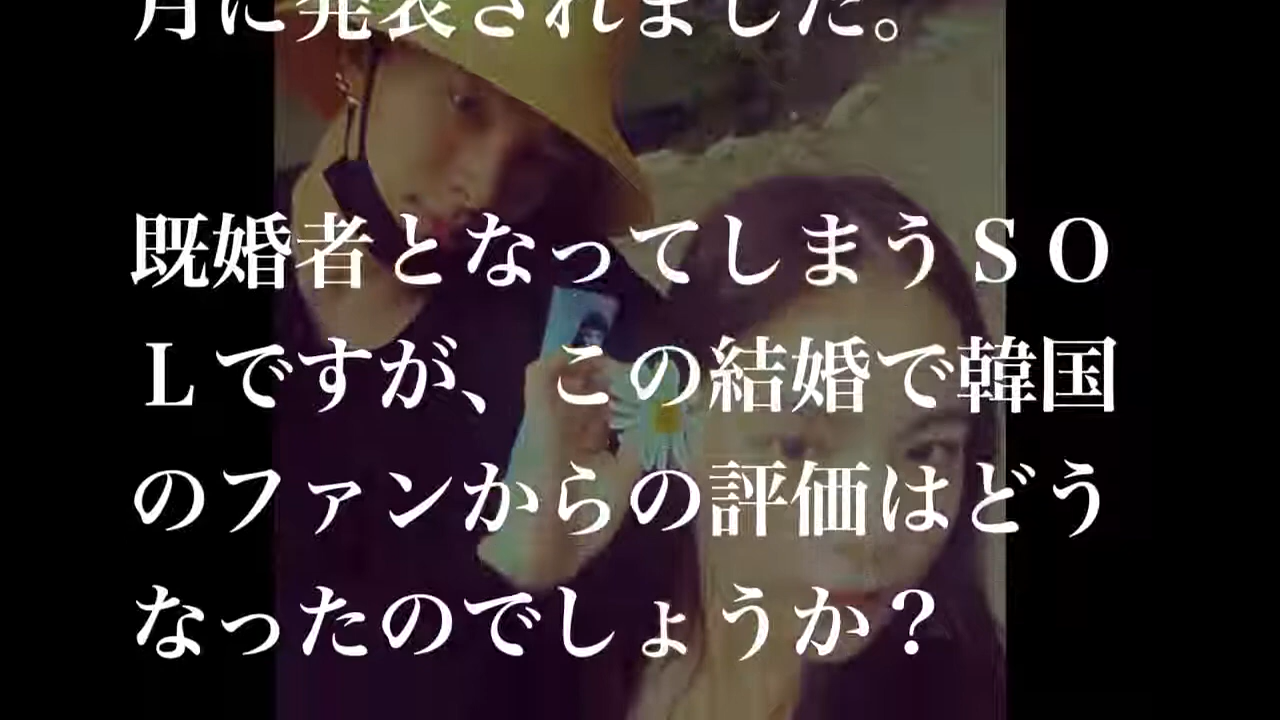 月に発表されました。
既婚者となってしまうＳＯ
Ｌですが、この結婚で韓国
のファンからの評価はどう
なったのでしょうか？